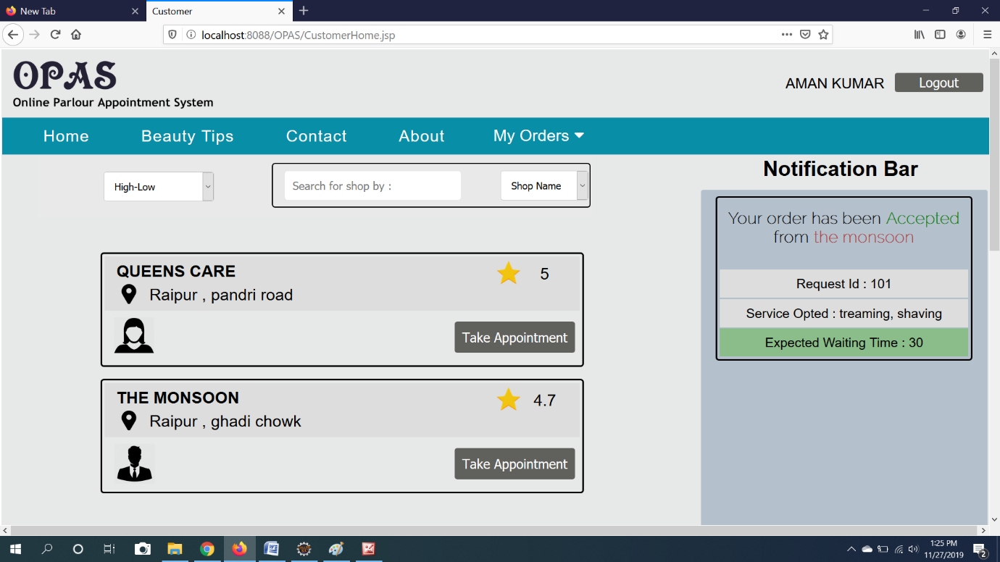 New Tab
Customer
localhost:8088/OPAS/CustomerHome.jsp
OPAS
Online Parlour Appointment System
AMAN KUMAR
Logout
Home
Beauty Tips
Contact
About
My Orders
High-Low
Search for shop by :
Shop Name
QUEENS CARE
5
Raipur , pandri road
Take Appointment
THE MONSOON
4.7
Raipur , ghadi chowk
Take Appointment
Notification Bar
Your order has been Accepted
from the monsoon
Request Id : 101
Service Opted : treaming, shaving
Expected Waiting Time : 30
1:25 PM
11/27/2019
2